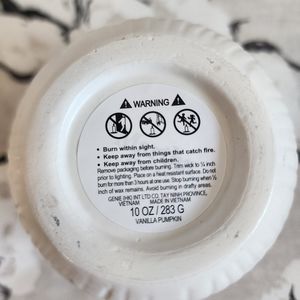 WARNING
• Burn within sight.
• Keep away from things that catch fire.
• Keep away from children.
Remove packaging before burning. Trim wick to ¼ inch
prior to lighting. Place on a heat resistant surface. Do not
burn for more than 3 hours at one use. Stop burning when ½
inch of wax remains. Avoid burning in drafty areas.
GENIE (HK) INT LTD CO. TAY NINH PROVINCE,
VIETNAM MADE IN VIETNAM
10 OZ / 283 G
VANILLA PUMPKIN